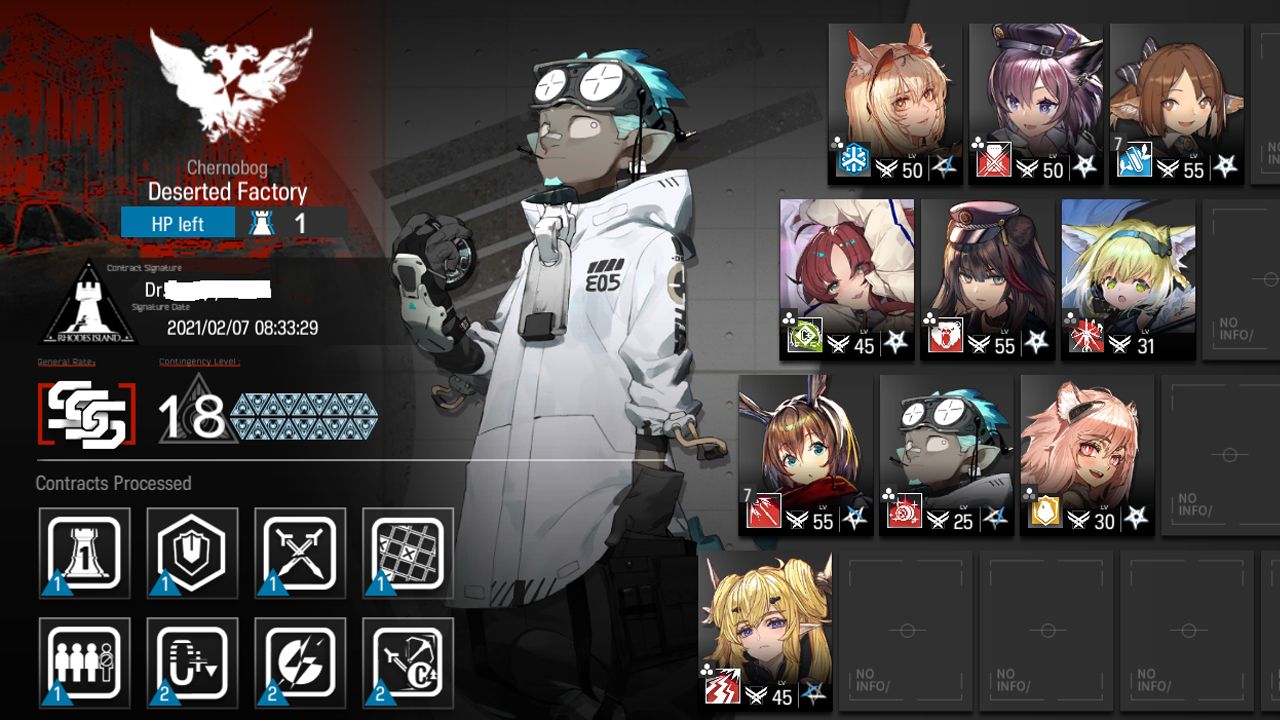 Chernobog
Deserted Factory
HP left 1
Contract Signature
Dr.
Signature Date
2021/02/07 08:33:29
RHODES ISLAND
General Rate:
Contingency Level:
18
Contracts Processed
1 1 1 1
1 2 2 2
E05
LV 50
LV 50
7 LV 55
NO
LV 45
LV 55
LV 31
NO INFO/
7 LV 55
LV 25
LV 30
NO INFO/
LV 45
NO INFO/
NO INFO/
NO INFO/